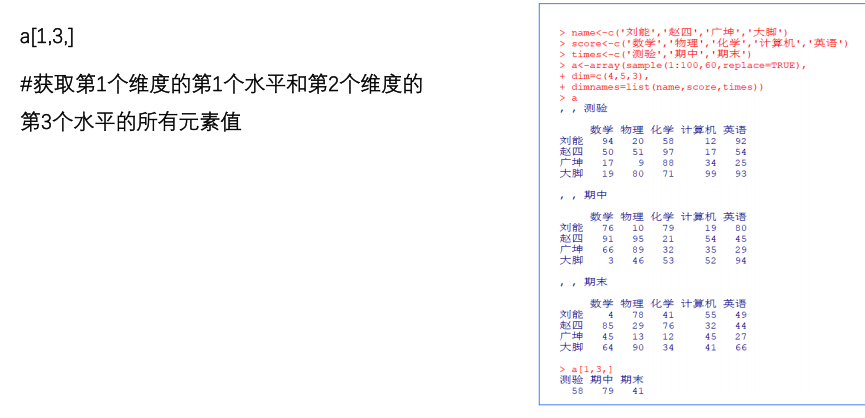 a[1,3,]
#获取第1个维度的第1个水平和第2个维度的
第3个水平的所有元素值
> name<-c('刘能','赵四','广坤','大脚')
> score<-c('数学','物理','化学','计算机','英语')
> times<-c('测验','期中','期末')
> a<-array(sample(1:100,60,replace=TRUE),
+ dim=c(4,5,3),
+ dimnames=list(name,score,times))
> a
, , 测验
数学 物理 化学 计算机 英语
刘能 94 20 58 12 92
赵四 50 51 97 17 54
广坤 17 9 88 34 25
大脚 19 80 71 99 93
, , 期中
数学 物理 化学 计算机 英语
刘能 76 10 79 19 80
赵四 91 95 21 54 45
广坤 66 89 32 35 29
大脚 3 46 53 52 94
, , 期末
数学 物理 化学 计算机 英语
刘能 4 78 41 55 49
赵四 85 29 76 32 44
广坤 45 13 12 45 27
大脚 64 90 34 41 66
> a[1,3,]
测验 期中 期末
58 79 41